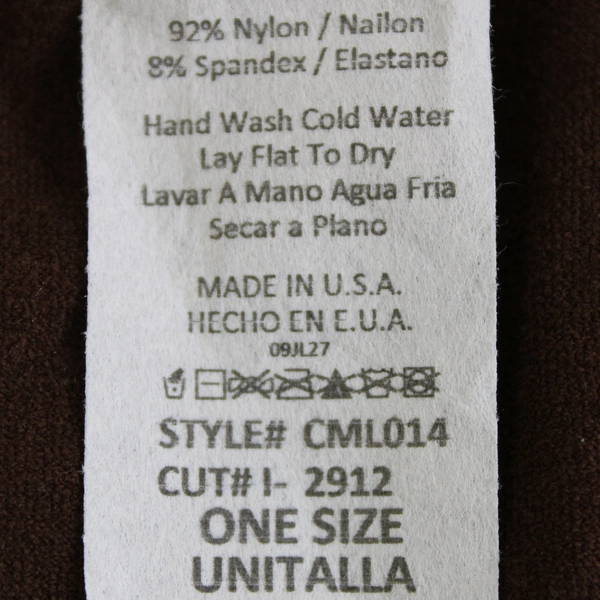 92% Nylon / Nailon
8% Spandex / Elastano
Hand Wash Cold Water
Lay Flat To Dry
Lavar A Mano Agua Fria
Secar a Plano
MADE IN U.S.A.
HECHO EN E.U.A.
09JL27
STYLE# CML014
CUT# I- 2912
ONE SIZE
UNITALLA